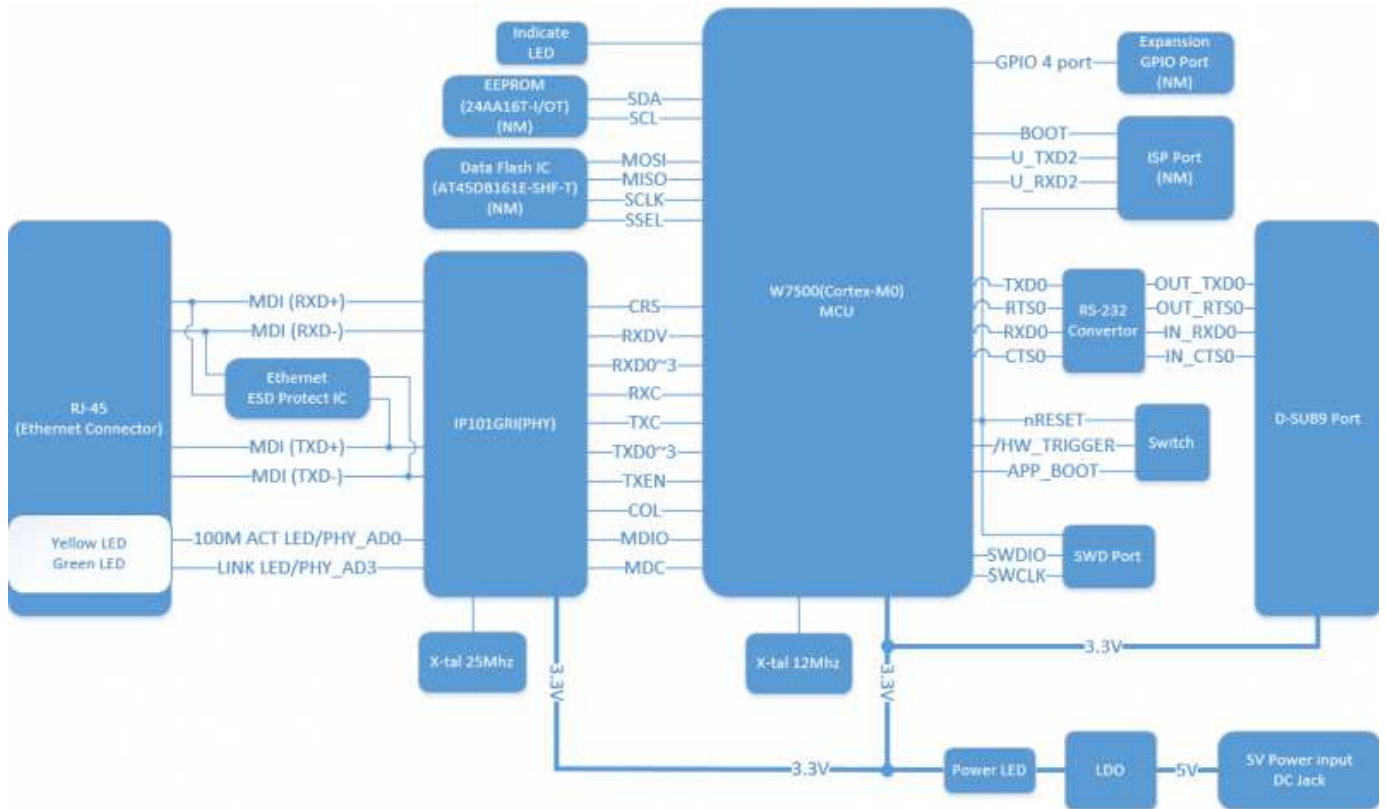 Indicate
LED
EEPROM
(24AA16T-I/OT)
(NM)
SDA
SCL
Data Flash IC
(AT45DB161E-SHF-T)
(NM)
MOSI
MISO
SCLK
SSEL
W7500(Cortex-M0)
MCU
GPIO 4 port
Expansion
GPIO Port
(NM)
BOOT
U_TXD2
U_RXD2
ISP Port
(NM)
RJ-45
(Ethernet Connector)
Yellow LED
Green LED
MDI (RXD+)
MDI (RXD-)
Ethernet
ESD Protect IC
MDI (TXD+)
MDI (TXD-)
100M ACT LED/PHY_AD0
LINK LED/PHY_AD3
IP101GRI(PHY)
CRS
RXDV
RXD0~3
RXC
TXC
TXD0~3
TXEN
COL
MDIO
MDC
TXD0
RTS0
RXD0
CTS0
RS-232
Convertor
OUT_TXD0
OUT_RTS0
IN_RXD0
IN_CTS0
D-SUB9 Port
nRESET
/HW_TRIGGER
APP_BOOT
Switch
SWDIO
SWCLK
SWD Port
X-tal 25Mhz
3.3V
X-tal 12Mhz
3.3V
3.3V
3.3V
Power LED
LDO
5V
5V Power input
DC Jack